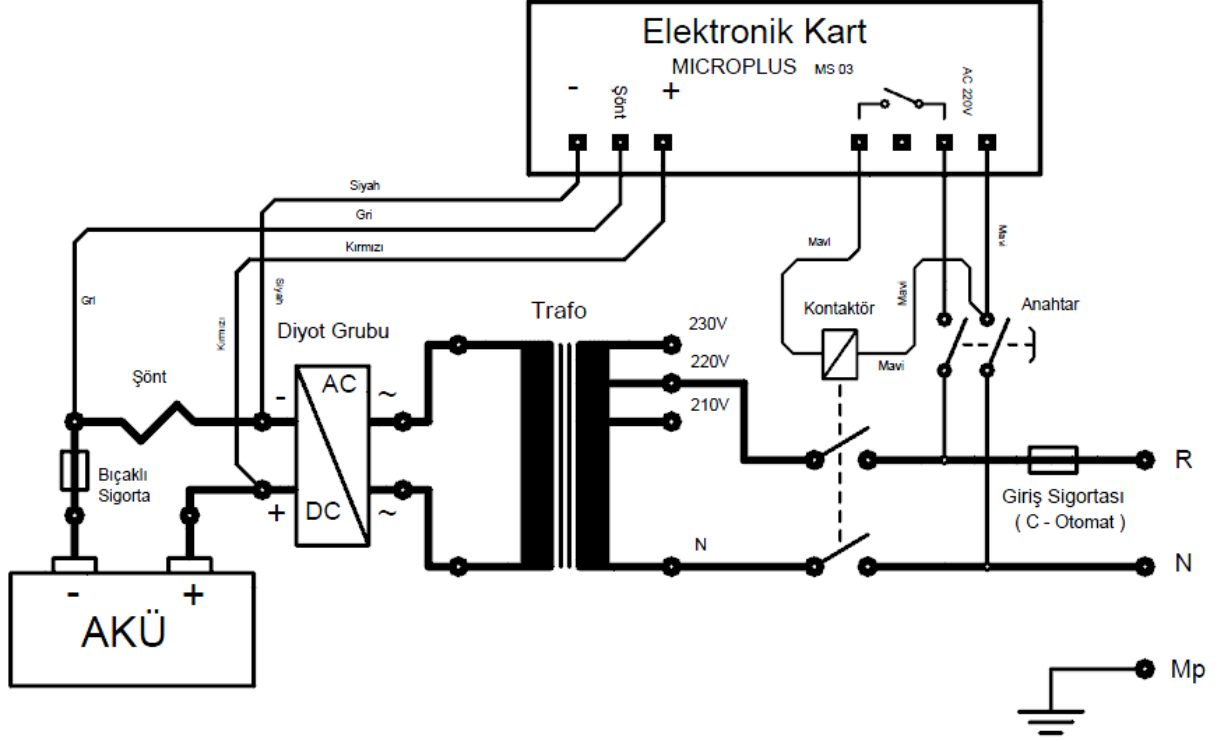 Elektronik Kart
MICROPLUS MS 03
- Şönt +
AC 220V
Siyah
Gri
Kırmızı
Gri
Siyah
Kırmızı
Mavi
Mavi
Mavi
Mavi
Kontaktör
Anahtar
Diyot Grubu
Trafo
230V
220V
210V
Şönt
- AC ~
+ DC ~
Bıçaklı
Sigorta
R
Giriş Sigortası
( C - Otomat )
N
N
- +
AKÜ
Mp